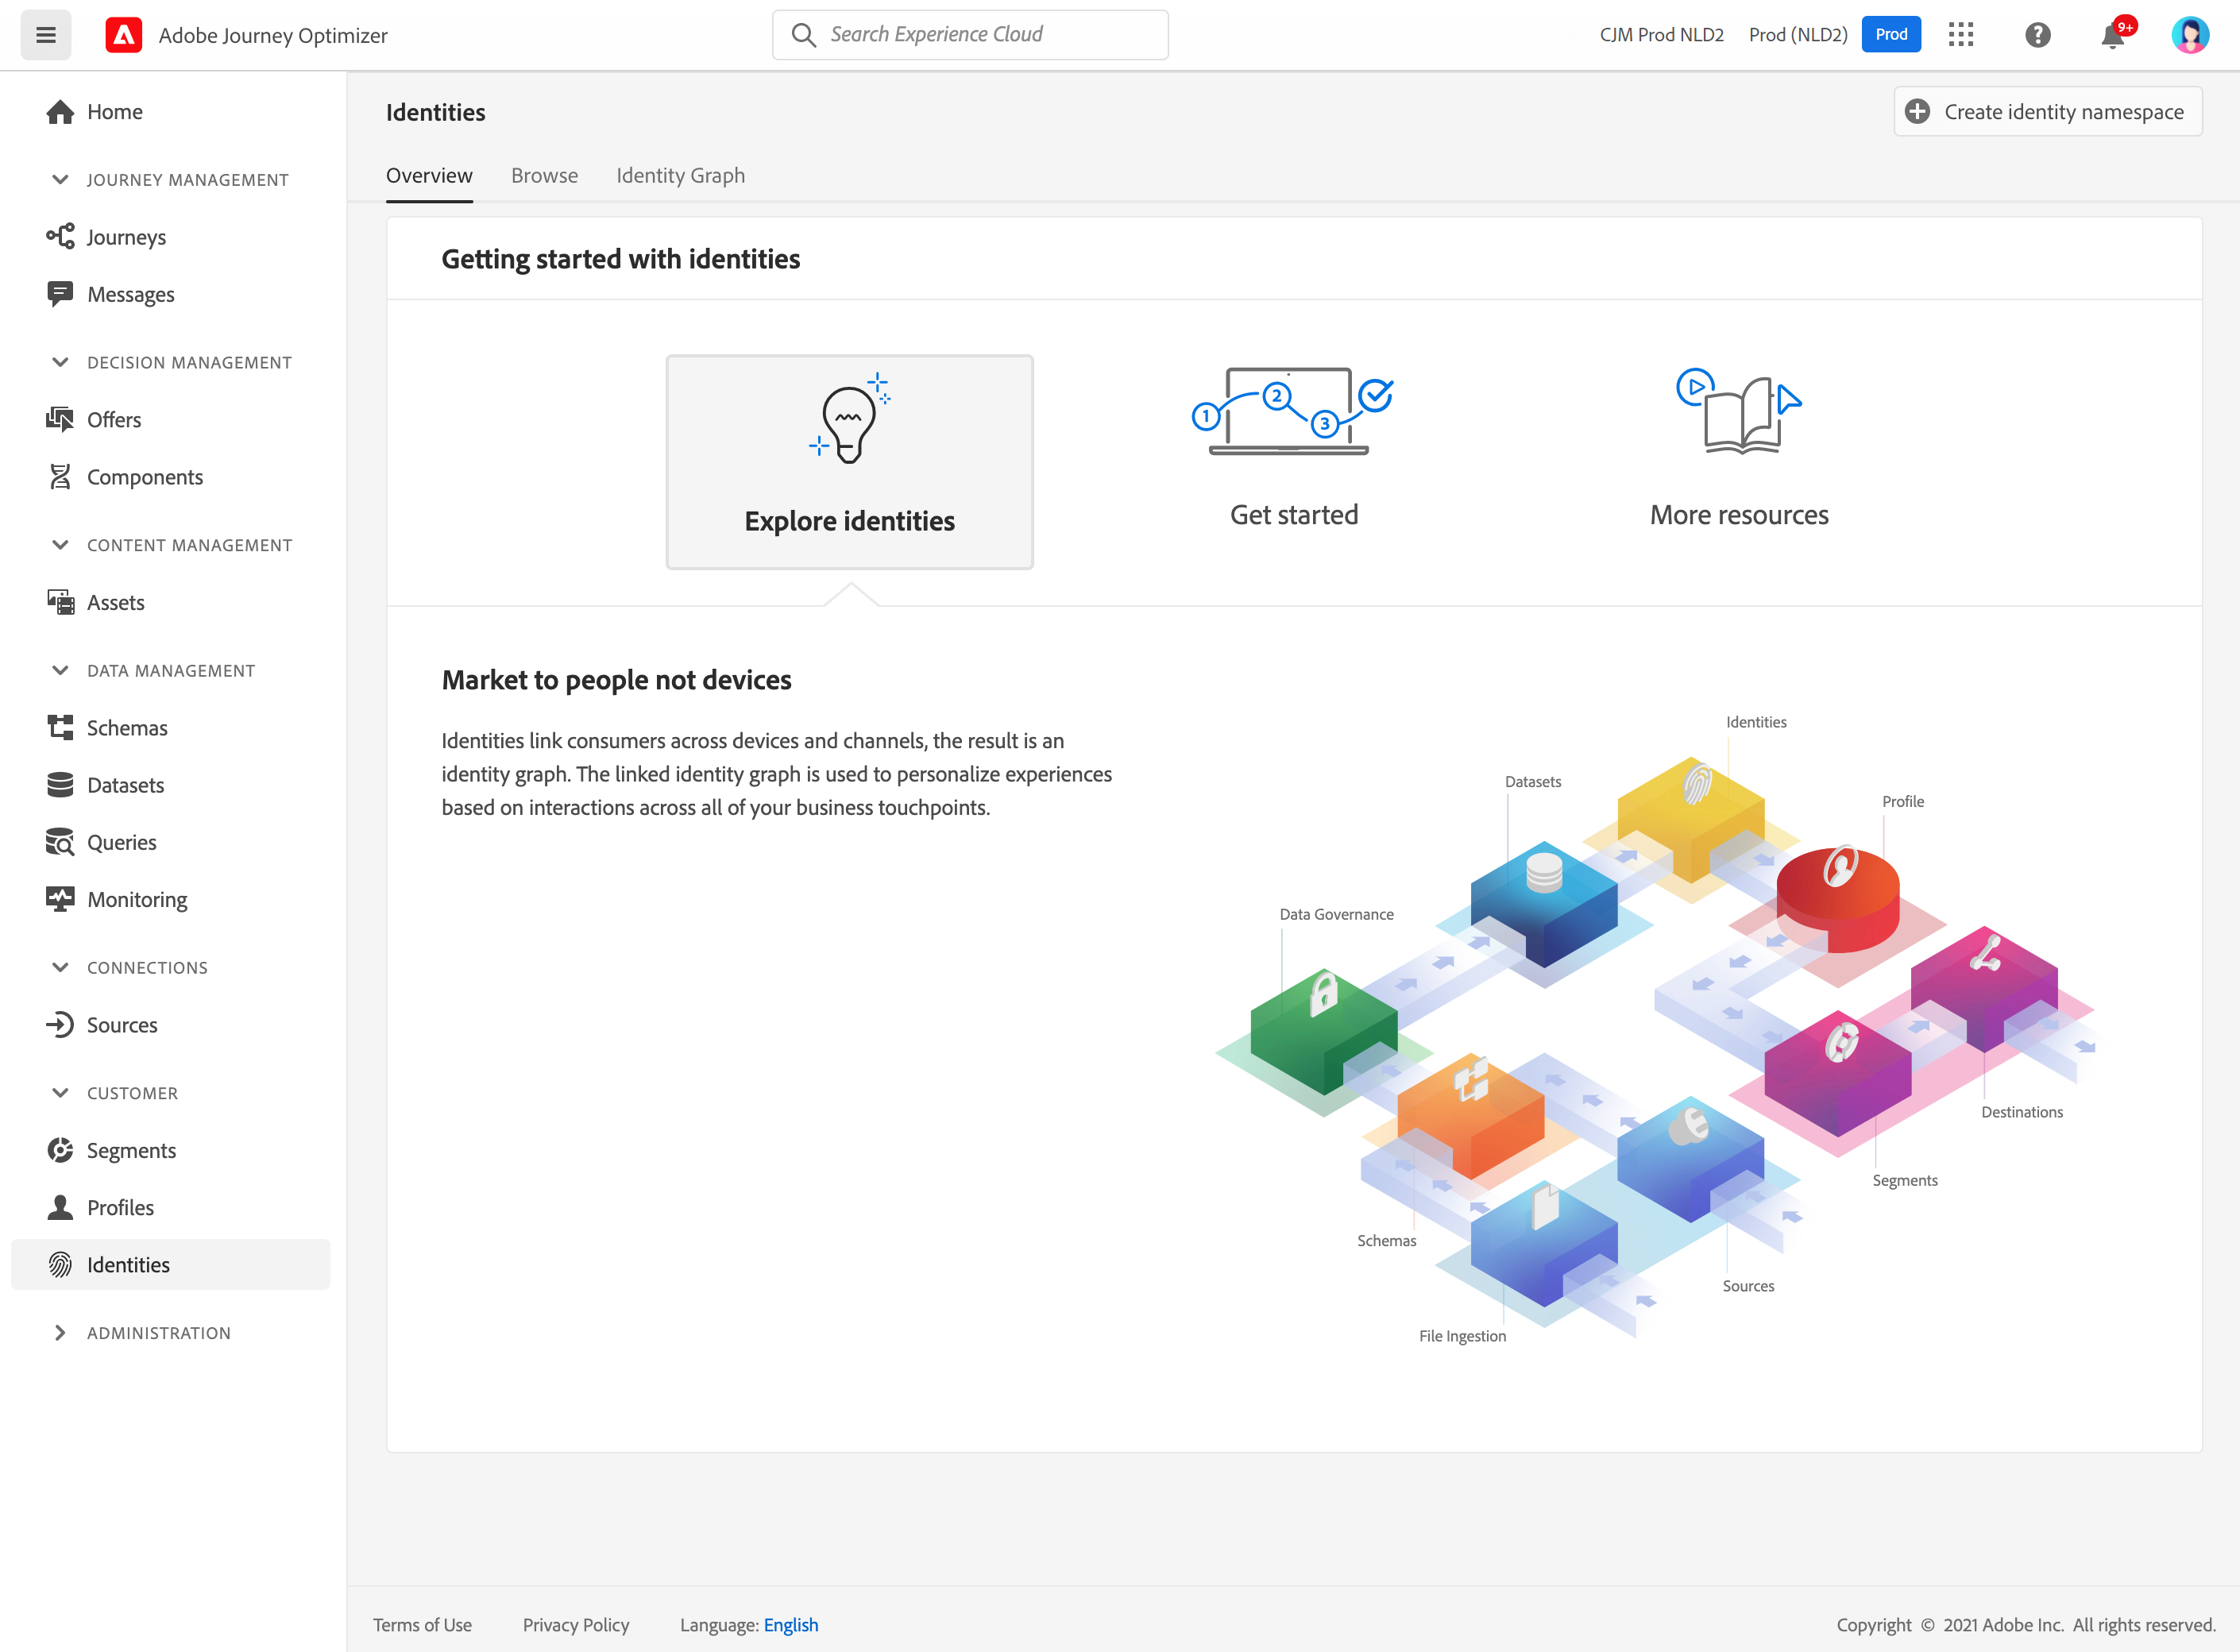 Adobe Journey Optimizer
Search Experience Cloud
CJM Prod NLD2
Prod (NLD2)
Prod
9+
Home
JOURNEY MANAGEMENT
Journeys
Messages
DECISION MANAGEMENT
Offers
Components
CONTENT MANAGEMENT
Assets
DATA MANAGEMENT
Schemas
Datasets
Queries
Monitoring
CONNECTIONS
Sources
CUSTOMER
Segments
Profiles
Identities
ADMINISTRATION
Identities
Create identity namespace
Overview
Browse
Identity Graph
Getting started with identities
1
2
3
Explore identities
Get started
More resources
Market to people not devices
Identities link consumers across devices and channels, the result is an
identity graph. The linked identity graph is used to personalize experiences
based on interactions across all of your business touchpoints.
Identities
Datasets
Profile
Data Governance
Destinations
Segments
Schemas
Sources
File Ingestion
Terms of Use
Privacy Policy
Language: English
Copyright © 2021 Adobe Inc. All rights reserved.